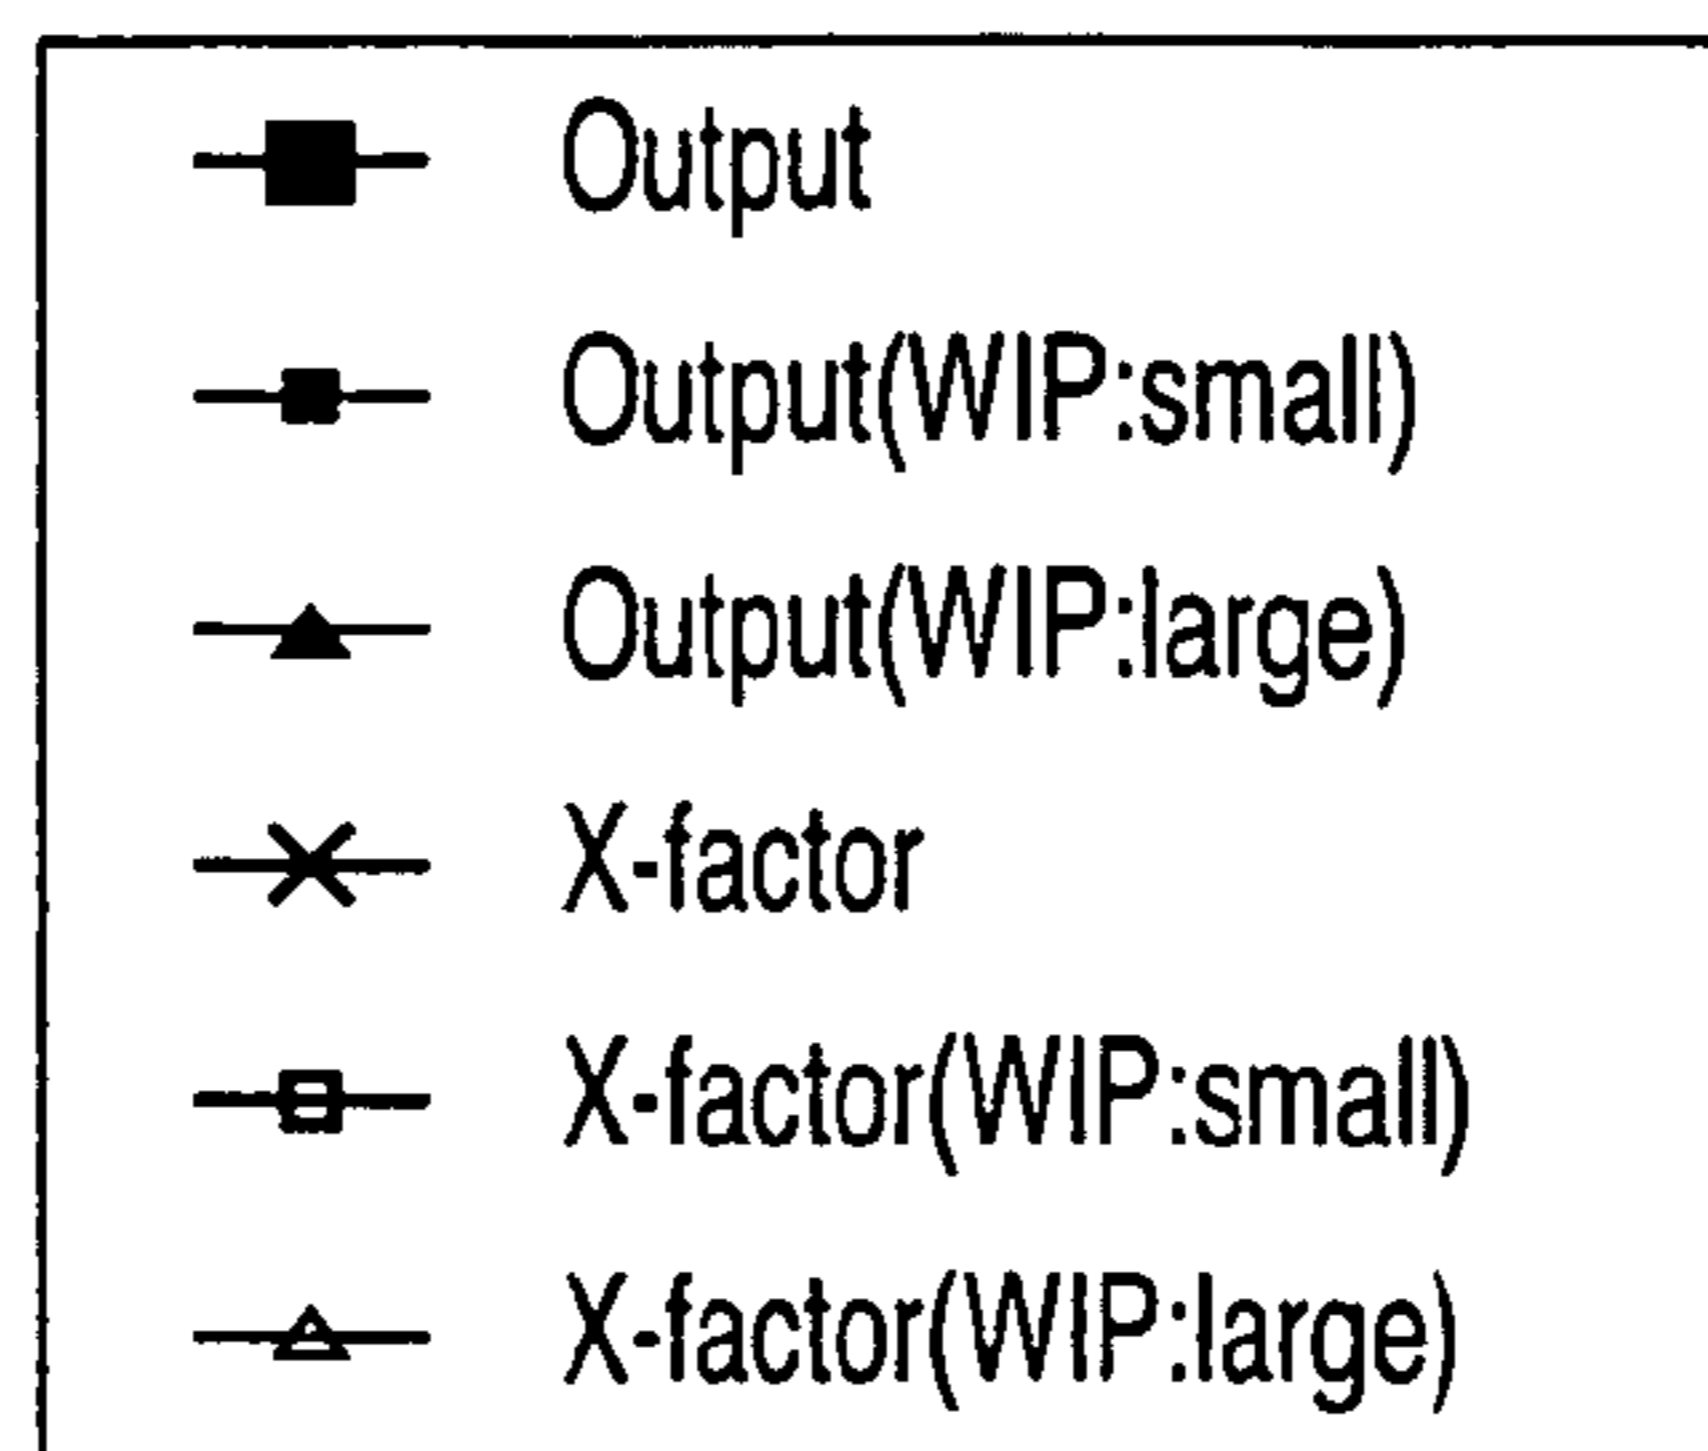 Output
Output(WIP:small)
Output(WIP:large)
X-factor
X-factor(WIP:small)
X-factor(WIP:large)